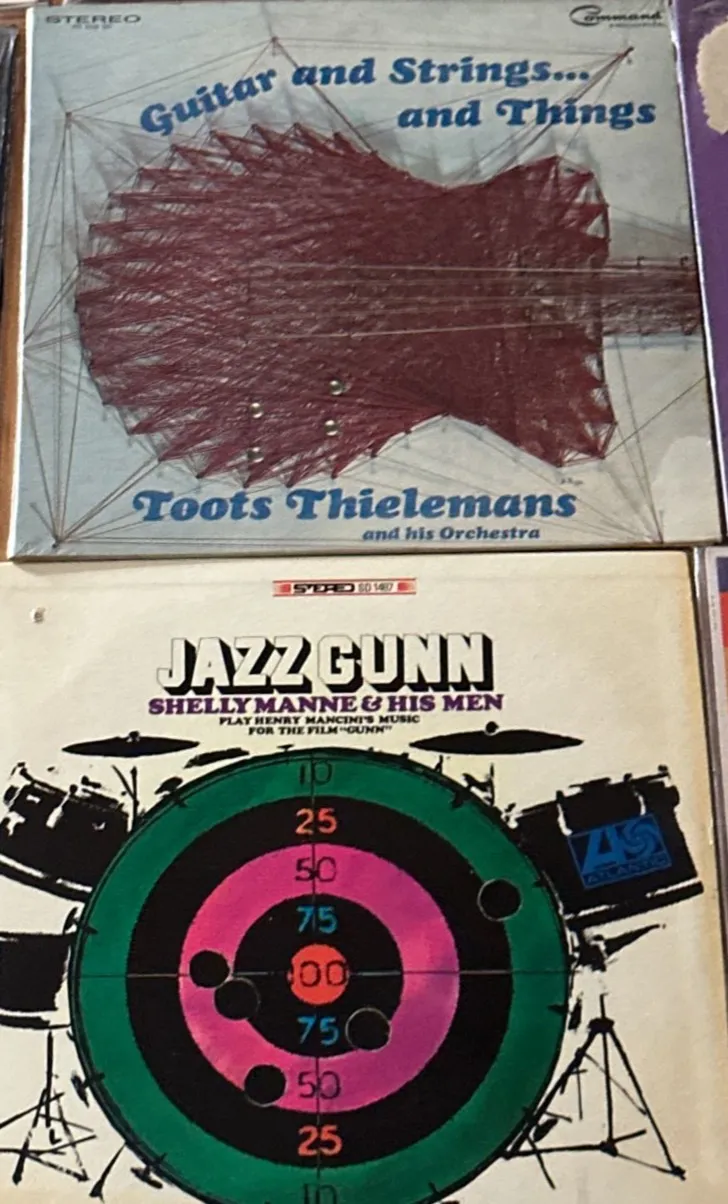 STEREO
Command
Guitar and Strings...
and Things
Toots Thielemans
and his Orchestra
STEREO SD 1487
JAZZ GUNN
SHELLY MANNE & HIS MEN
PLAY HENRY MANCINI'S MUSIC
FOR THE FILM "GUNN"
10
25
50
75
100
75
50
25
10
ATLANTIC